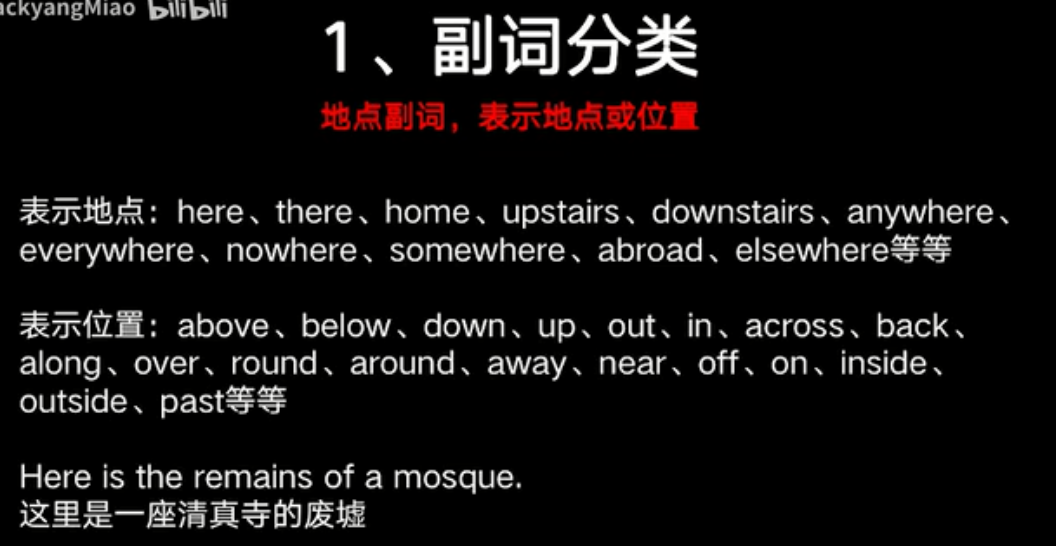 ackyangMiao bilibili
1、副词分类
地点副词，表示地点或位置
表示地点：here、there、home、upstairs、downstairs、anywhere、
everywhere、nowhere、somewhere、abroad、elsewhere等等
表示位置：above、below、down、up、out、in、across、back、
along、over、round、around、away、near、off、on、inside、
outside、past等等
Here is the remains of a mosque.
这里是一座清真寺的废墟